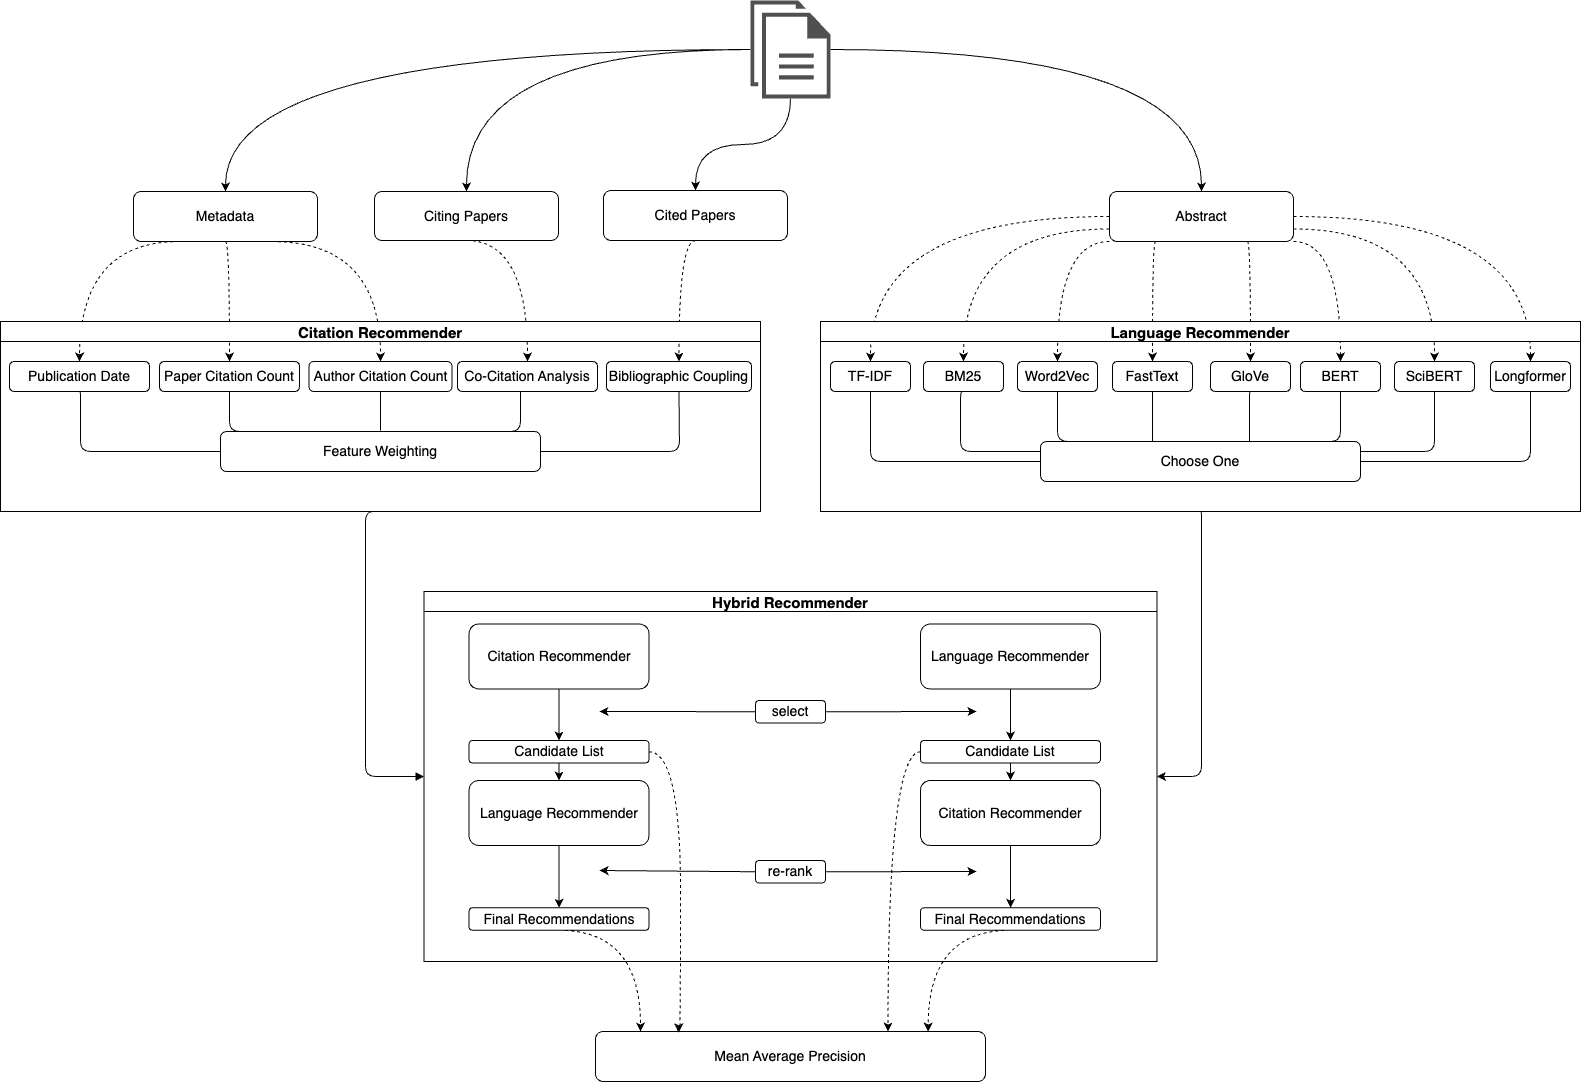 Metadata
Citing Papers
Cited Papers
Abstract
Citation Recommender
Publication Date
Paper Citation Count
Author Citation Count
Co-Citation Analysis
Bibliographic Coupling
Feature Weighting
Language Recommender
TF-IDF
BM25
Word2Vec
FastText
GloVe
BERT
SciBERT
Longformer
Choose One
Hybrid Recommender
Citation Recommender
Language Recommender
select
Candidate List
Candidate List
Language Recommender
Citation Recommender
re-rank
Final Recommendations
Final Recommendations
Mean Average Precision